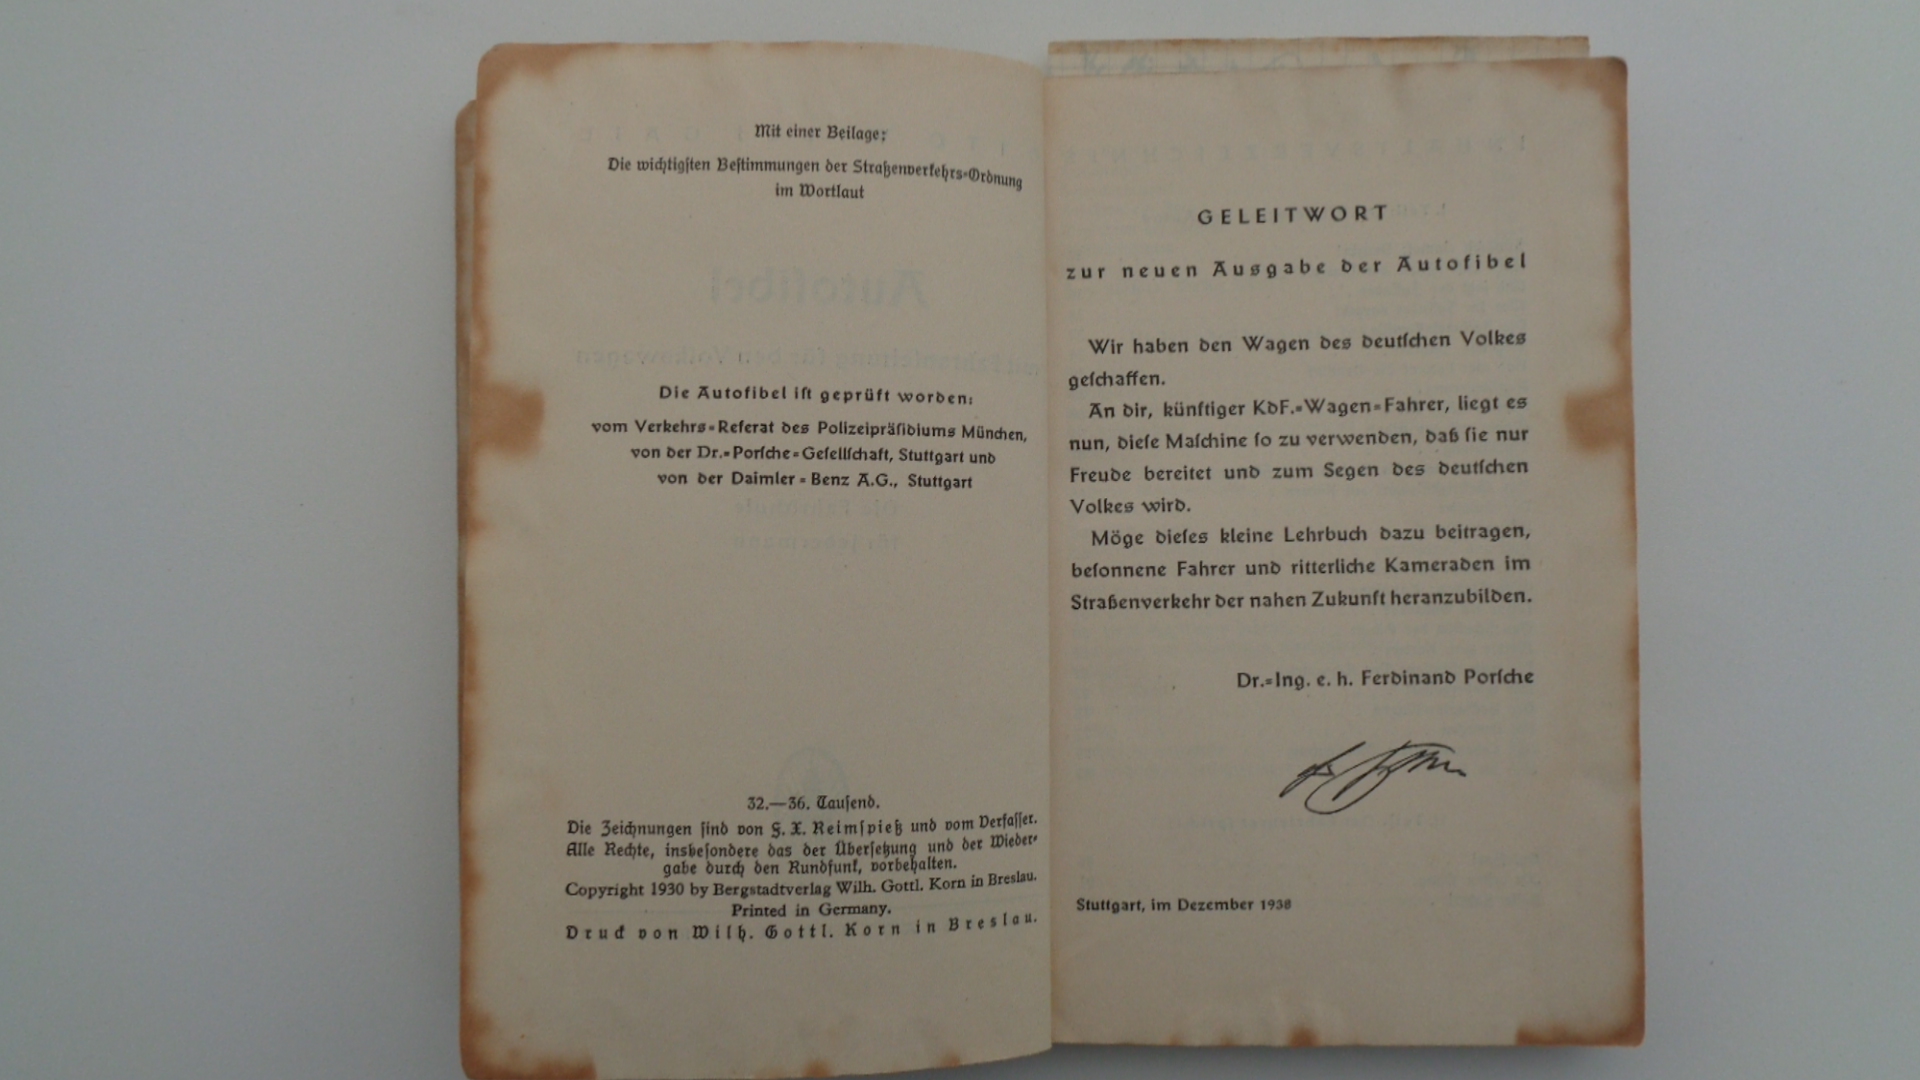 Mit einer Beilage:
Die wichtigsten Bestimmungen der Straßenverkehrs-Ordnung
im Wortlaut
Die Autofibel ist geprüft worden:
vom Verkehrs-Referat des Polizeipräsidiums München,
von der Dr.-Porsche-Gesellschaft, Stuttgart und
von der Daimler-Benz A.G., Stuttgart
32.—36. Tausend.
Die Zeichnungen sind von F. X. Reimspieß und vom Verfasser.
Alle Rechte, insbesondere das der Übersetzung und der Wieder-
gabe durch den Rundfunk, vorbehalten.
Copyright 1930 by Bergstadtverlag Wilh. Gottl. Korn in Breslau.
Printed in Germany.
Druck von Wilh. Gottl. Korn in Breslau.
GELEITWORT
zur neuen Ausgabe der Autofibel
Wir haben den Wagen des deutschen Volkes
geschaffen.
An dir, künftiger KdF.-Wagen-Fahrer, liegt es
nun, diese Maschine so zu verwenden, daß sie nur
Freude bereitet und zum Segen des deutschen
Volkes wird.
Möge dieses kleine Lehrbuch dazu beitragen,
besonnene Fahrer und ritterliche Kameraden im
Straßenverkehr der nahen Zukunft heranzubilden.
Dr.-Ing. e. h. Ferdinand Porsche
Stuttgart, im Dezember 1938